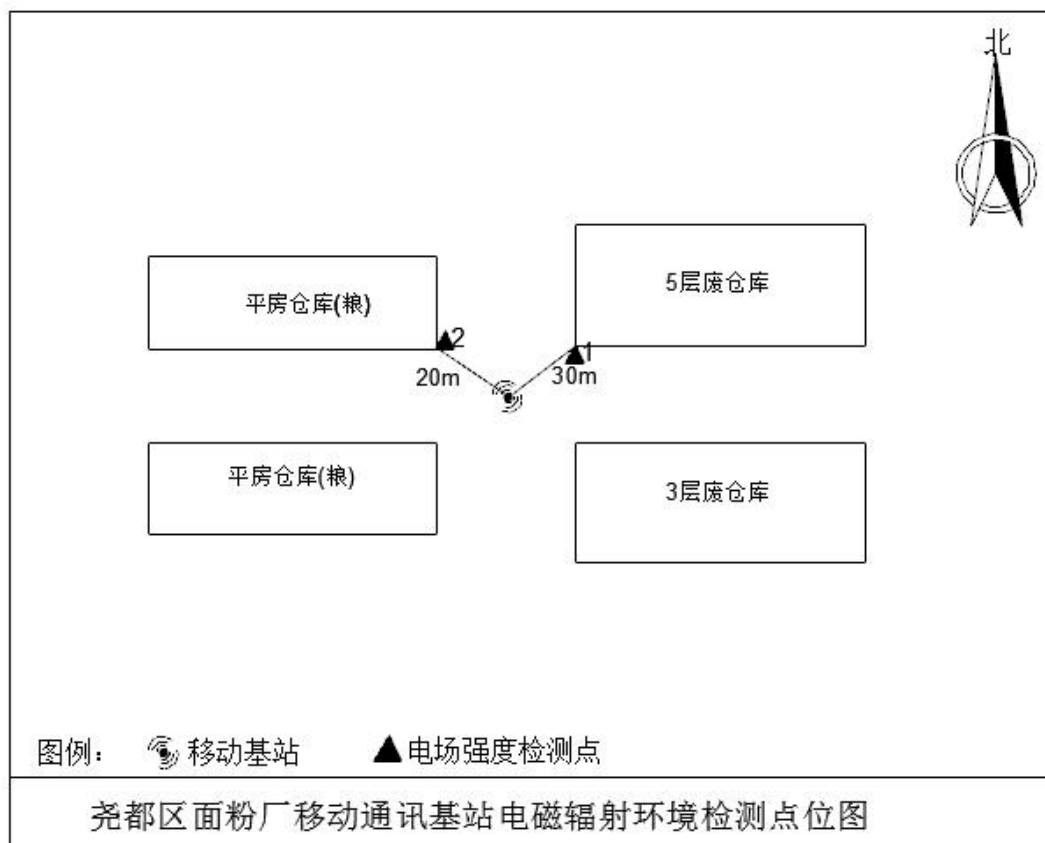 北
5层废仓库
平房仓库(粮)
2
1
20m
30m
平房仓库(粮)
3层废仓库
图例： 移动基站 电场强度检测点
尧都区面粉厂移动通讯基站电磁辐射环境检测点位图